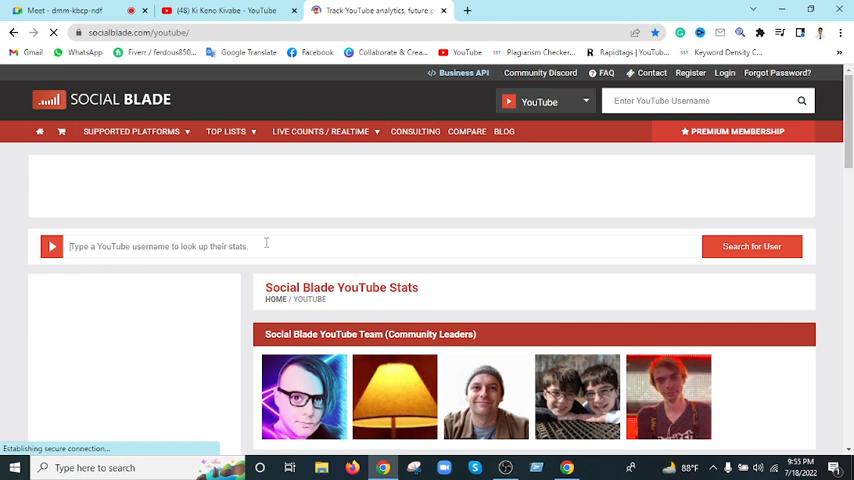 Meet - dmm-kbcp-ndf
(48) Ki Keno Kivabe - YouTube
Track YouTube analytics, future p
socialblade.com/youtube/
Gmail
WhatsApp
Fiverr / ferdous850...
Google Translate
Facebook
Collaborate & Crea...
YouTube
Plagiarism Checker...
Rapidtags | YouTub...
Keyword Density C...
</> Business API
Community Discord
FAQ
Contact
Register
Login
Forgot Password?
SOCIAL BLADE
YouTube
Enter YouTube Username
SUPPORTED PLATFORMS
TOP LISTS
LIVE COUNTS / REALTIME
CONSULTING
COMPARE
BLOG
PREMIUM MEMBERSHIP
Type a YouTube username to look up their stats.
Search for User
Social Blade YouTube Stats
HOME / YOUTUBE
Social Blade YouTube Team (Community Leaders)
Establishing secure connection...
Type here to search
88°F
9:55 PM
7/18/2022